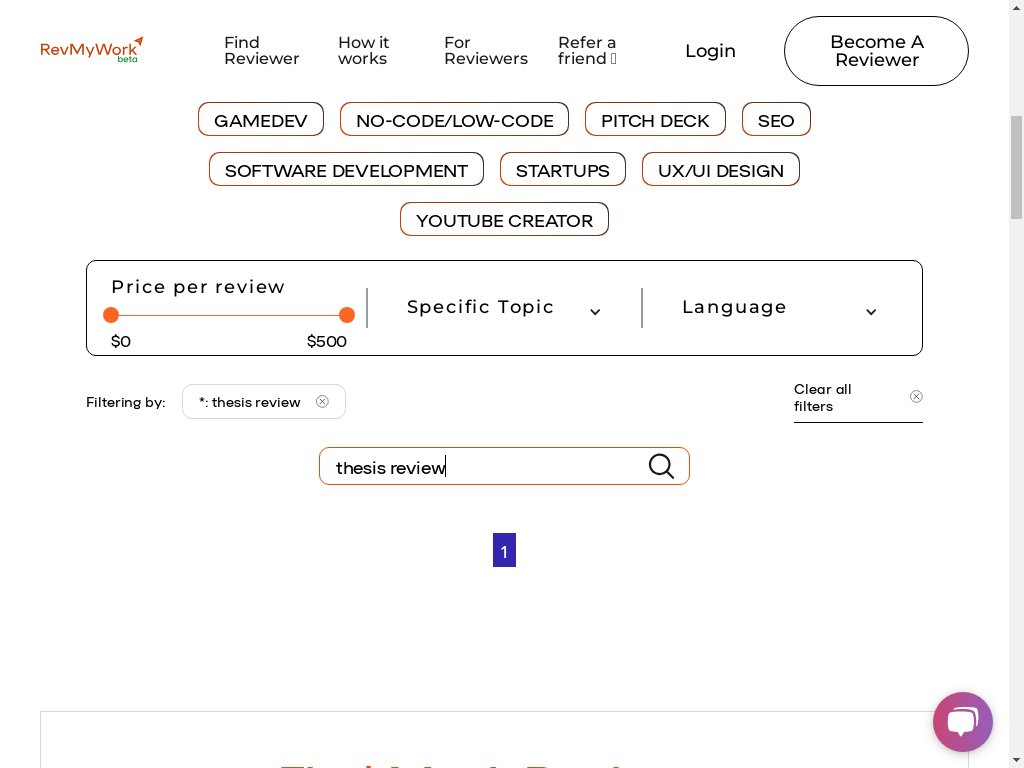 RevMyWork
beta
Find Reviewer
How it works
For Reviewers
Refer a friend
Login
Become A Reviewer
GAMEDEV
NO-CODE/LOW-CODE
PITCH DECK
SEO
SOFTWARE DEVELOPMENT
STARTUPS
UX/UI DESIGN
YOUTUBE CREATOR
Price per review
$0
$500
Specific Topic
Language
Filtering by:
*: thesis review
Clear all filters
thesis review
1